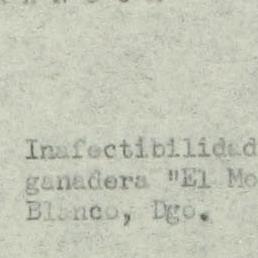 Inafectibilidad
ganadera "El Mo
Blanco, Dgo.